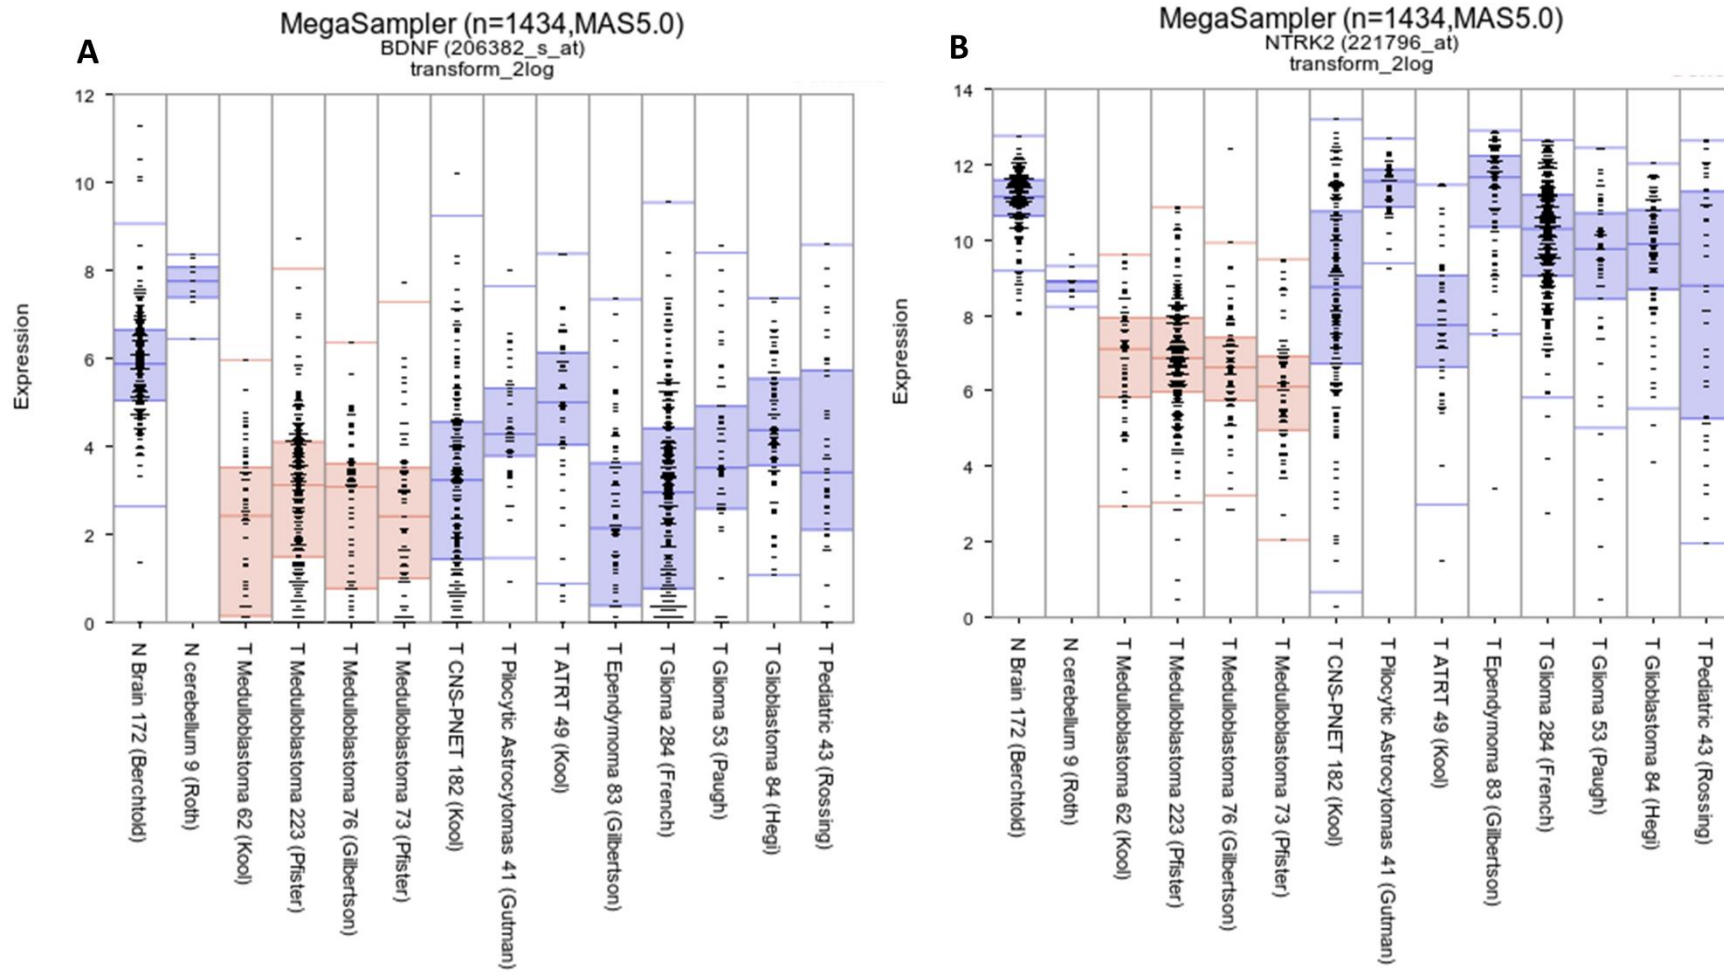 A
MegaSampler (n=1434,MAS5.0)
BDNF (206382_s_at)
transform_2log
12
10
8
6
4
2
0
Expression
N Brain 172 (Berchtold)
N cerebellum 9 (Roth)
T Medulloblastoma 62 (Kool)
T Medulloblastoma 223 (Pfister)
T Medulloblastoma 76 (Gilbertson)
T Medulloblastoma 73 (Pfister)
T CNS-PNET 182 (Kool)
T Pilocytic Astrocytomas 41 (Gutman)
T ATRT 49 (Kool)
T Ependymoma 83 (Gilbertson)
T Glioma 284 (French)
T Glioma 53 (Paugh)
T Glioblastoma 84 (Hegi)
T Pediatric 43 (Rossing)
B
MegaSampler (n=1434,MAS5.0)
NTRK2 (221796_at)
transform_2log
14
12
10
8
6
4
2
0
Expression
N Brain 172 (Berchtold)
N cerebellum 9 (Roth)
T Medulloblastoma 62 (Kool)
T Medulloblastoma 223 (Pfister)
T Medulloblastoma 76 (Gilbertson)
T Medulloblastoma 73 (Pfister)
T CNS-PNET 182 (Kool)
T Pilocytic Astrocytomas 41 (Gutman)
T ATRT 49 (Kool)
T Ependymoma 83 (Gilbertson)
T Glioma 284 (French)
T Glioma 53 (Paugh)
T Glioblastoma 84 (Hegi)
T Pediatric 43 (Rossing)